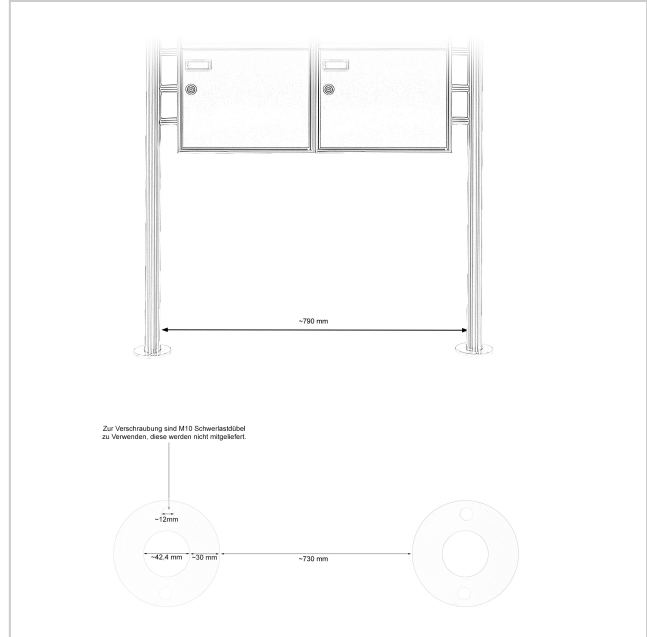 ~790 mm
Zur Verschraubung sind M10 Schwerlastdübel
zu Verwenden, diese werden nicht mitgeliefert.
~12mm
~42.4 mm
~30 mm
~730 mm